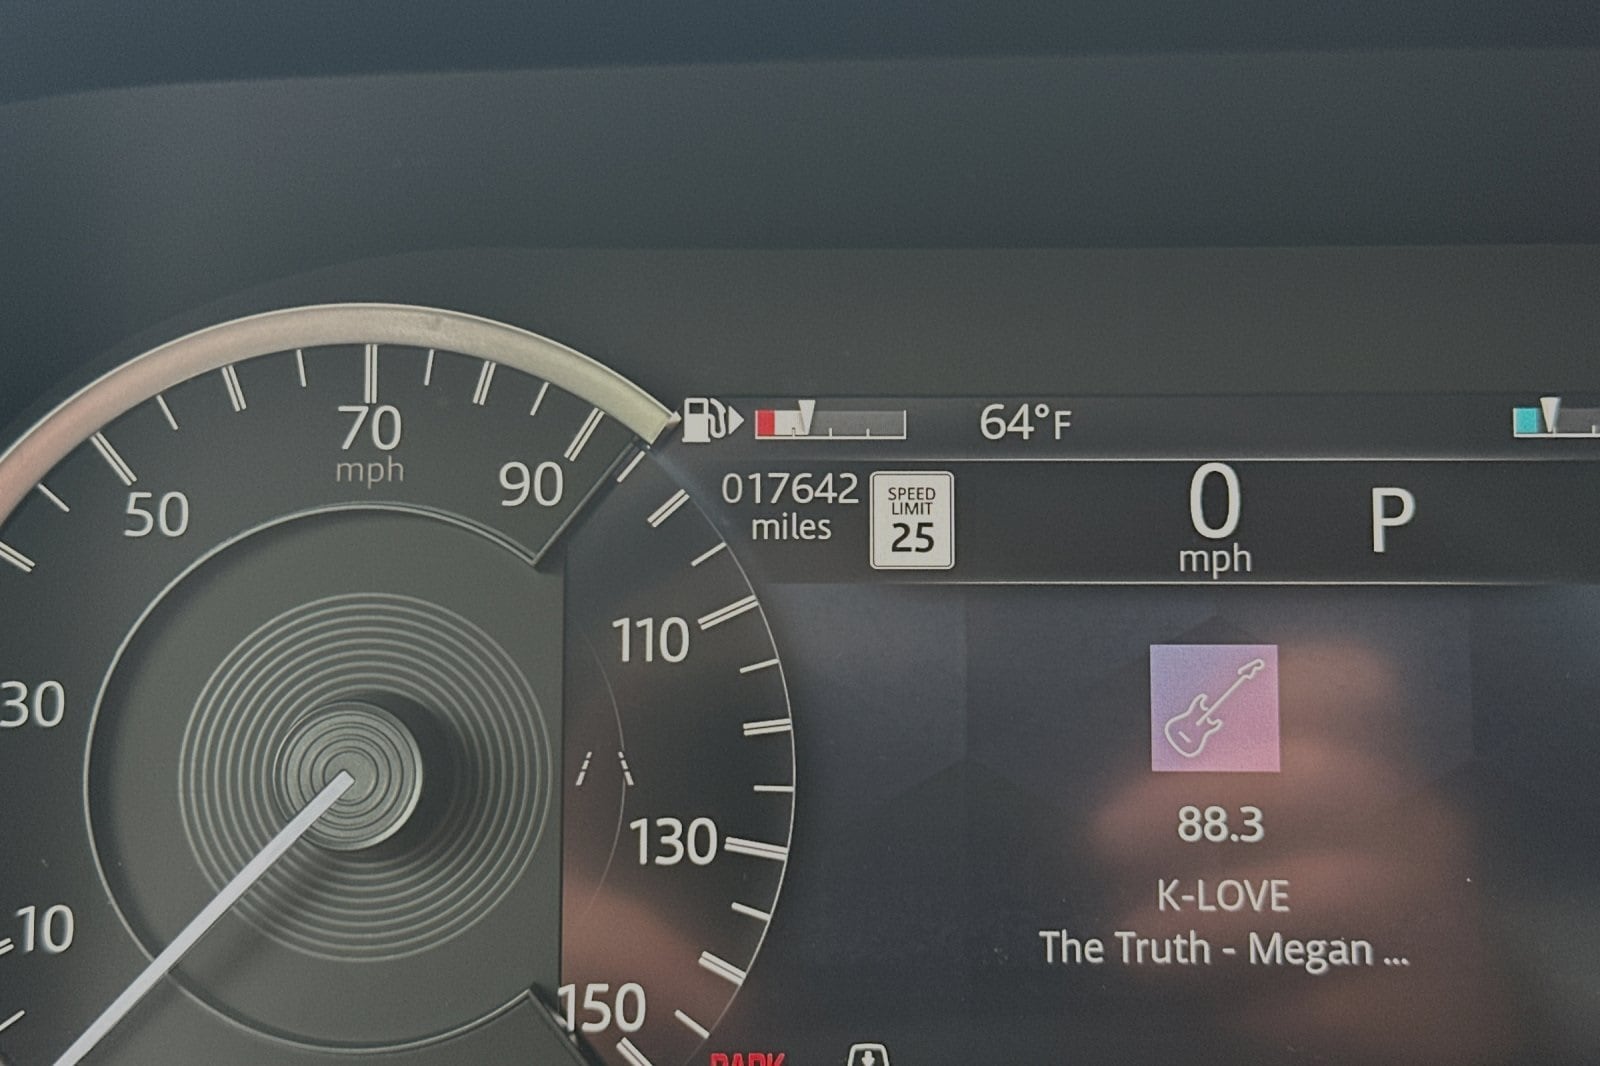 70
mph
50
90
30
110
130
10
150
64°F
017642
miles
SPEED
LIMIT
25
0
mph
P
88.3
K-LOVE
The Truth - Megan ...
PARK